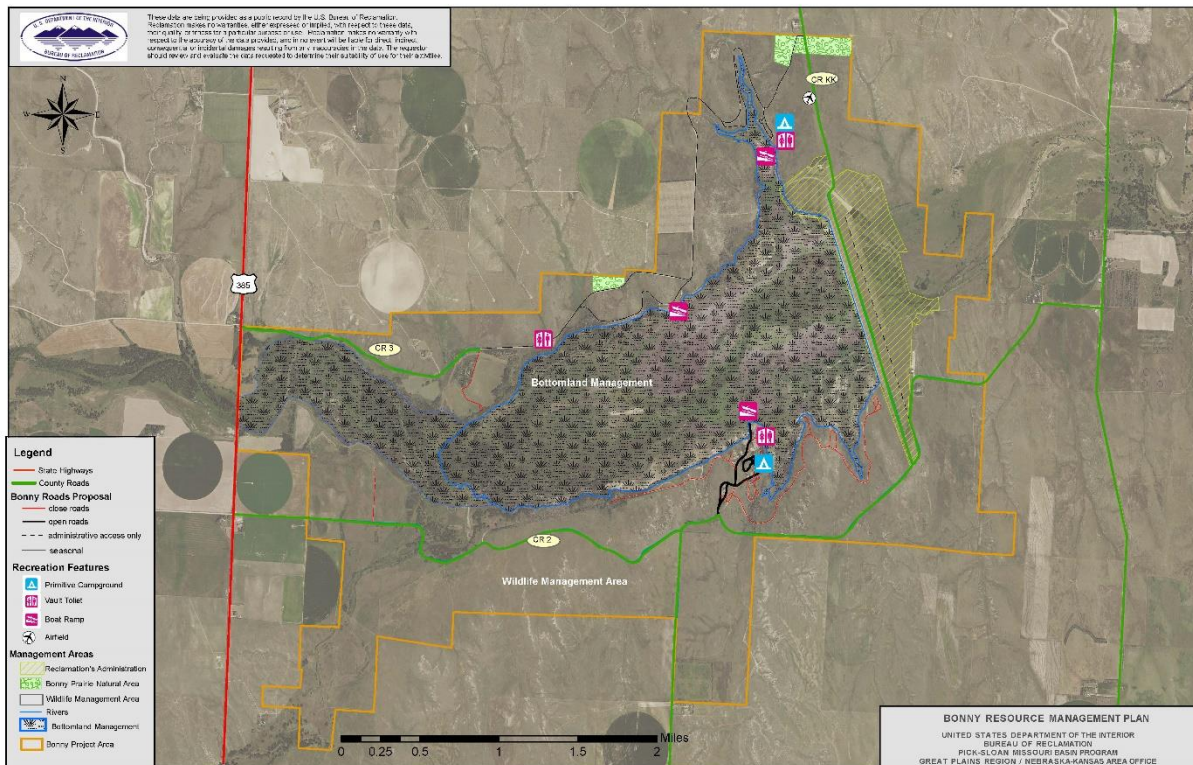 U.S. DEPARTMENT OF THE INTERIOR
BUREAU OF RECLAMATION
These data are being provided as a public record by the U.S. Bureau of Reclamation.
Reclamation makes no warranties, either expressed or implied, with respect to these data,
their quality, or fitness for a particular purpose or use. Reclamation makes no warranty with
respect to the accuracy of the data provided, and in no event will be liable for direct, indirect,
consequential or incidental damages resulting from any inaccuracies in the data. The requestor
should review and evaluate the data requested to determine their suitability of use for their activities.
N
W
E
S
CR KK
385
CR 3
Bottomland Management
CR 2
Wildlife Management Area
Legend
State Highways
County Roads
Bonny Roads Proposal
close roads
open roads
administrative access only
seasonal
Recreation Features
Primitive Campground
Vault Toilet
Boat Ramp
Airfield
Management Areas
Reclamation's Administration
Bonny Prairie Natural Area
Wildlife Management Area
Rivers
Bottomland Management
Bonny Project Area
Miles
0 0.25 0.5 1 1.5 2
BONNY RESOURCE MANAGEMENT PLAN
UNITED STATES DEPARTMENT OF THE INTERIOR
BUREAU OF RECLAMATION
PICK-SLOAN MISSOURI BASIN PROGRAM
GREAT PLAINS REGION / NEBRASKA-KANSAS AREA OFFICE